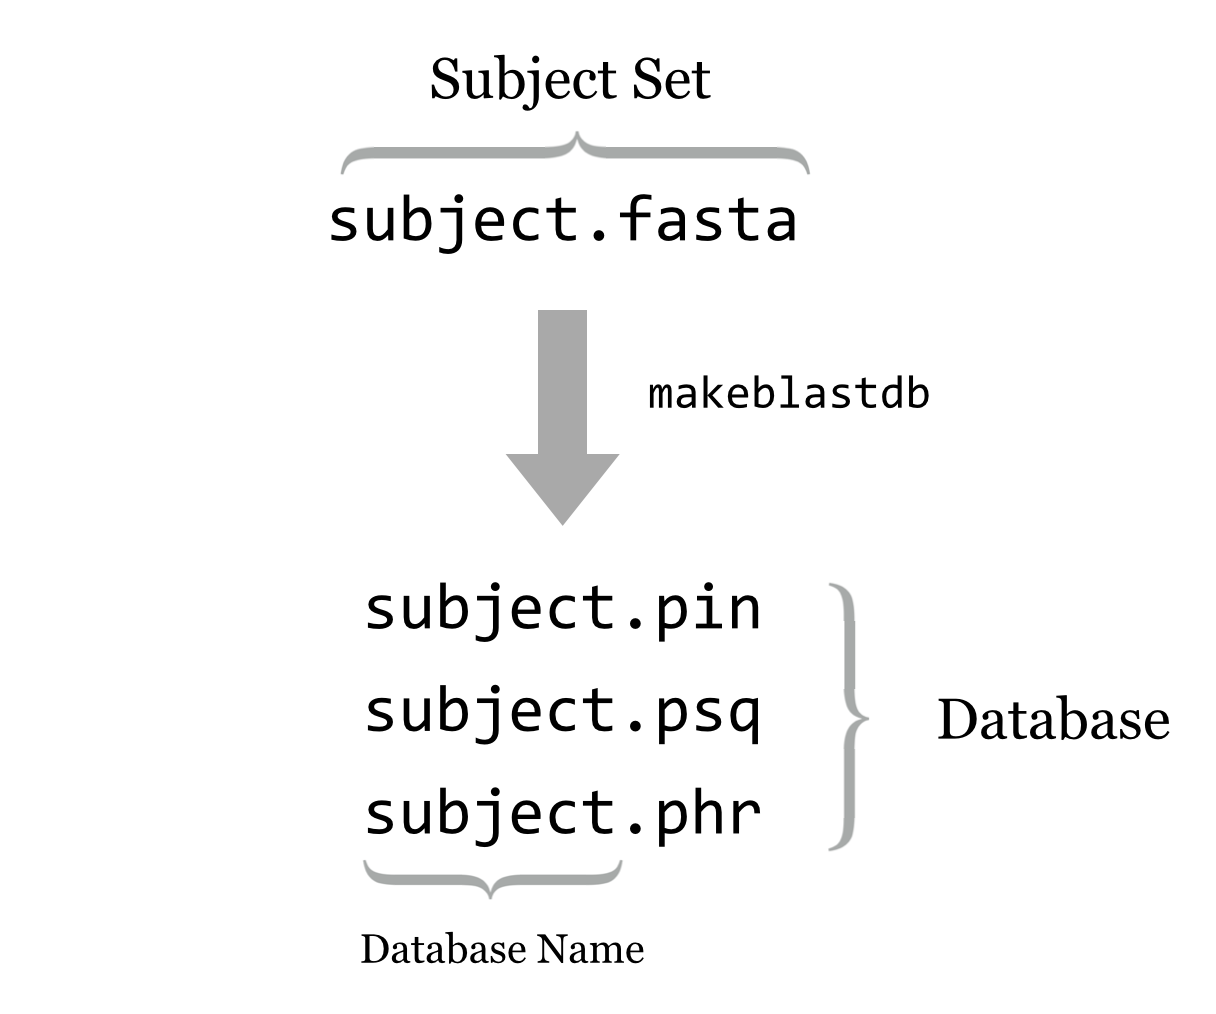 Subject Set
subject.fasta
makeblastdb
subject.pin
subject.psq
subject.phr
Database
Database Name